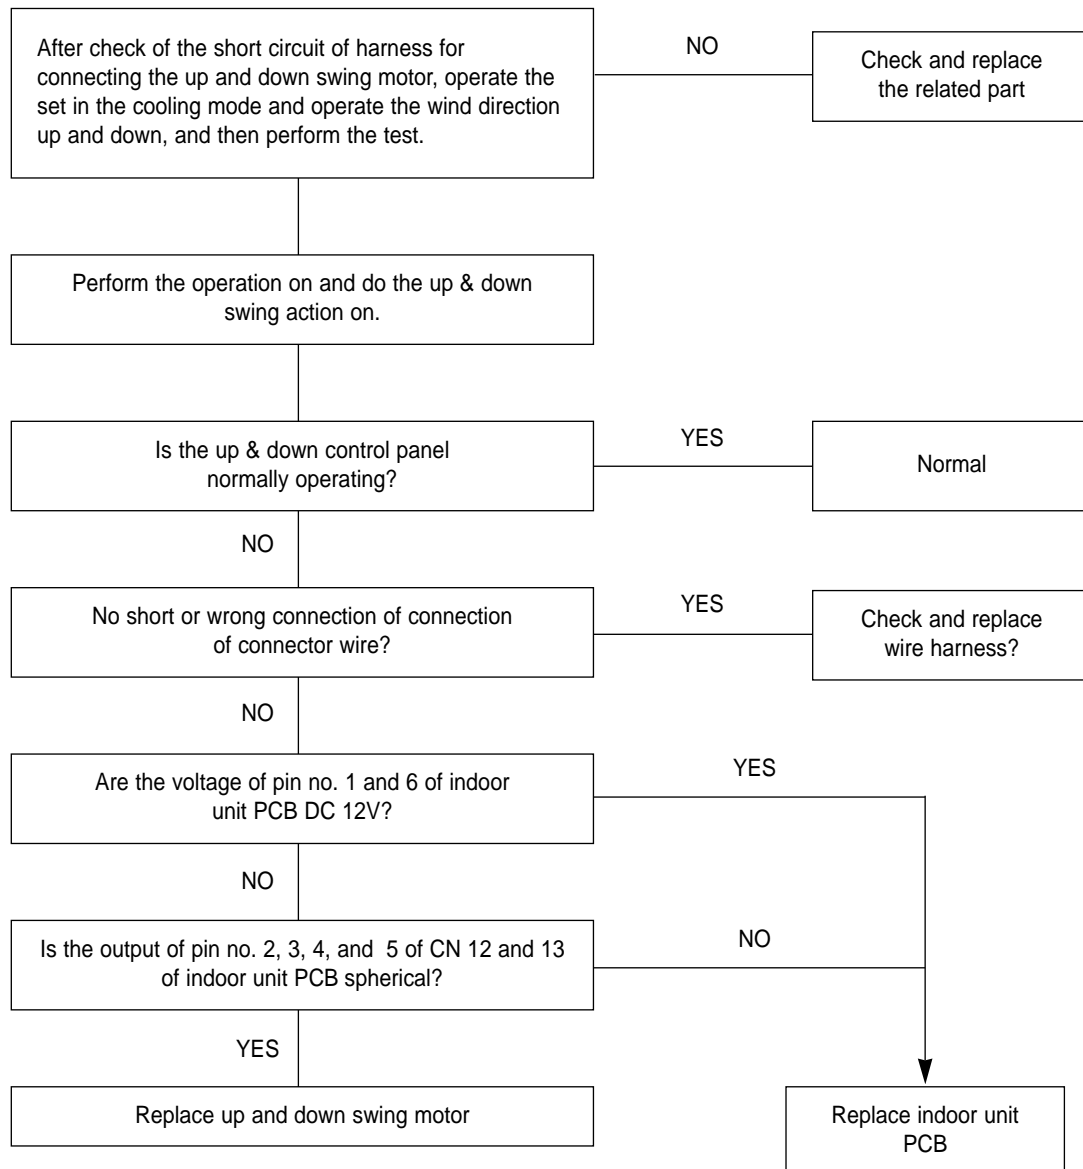 After check of the short circuit of harness for
connecting the up and down swing motor, operate the
set in the cooling mode and operate the wind direction
up and down, and then perform the test.
NO
Check and replace
the related part
Perform the operation on and do the up & down
swing action on.
Is the up & down control panel
normally operating?
YES
Normal
NO
No short or wrong connection of connection
of connector wire?
YES
Check and replace
wire harness?
NO
Are the voltage of pin no. 1 and 6 of indoor
unit PCB DC 12V?
YES
NO
Is the output of pin no. 2, 3, 4, and 5 of CN 12 and 13
of indoor unit PCB spherical?
NO
YES
Replace up and down swing motor
Replace indoor unit
PCB